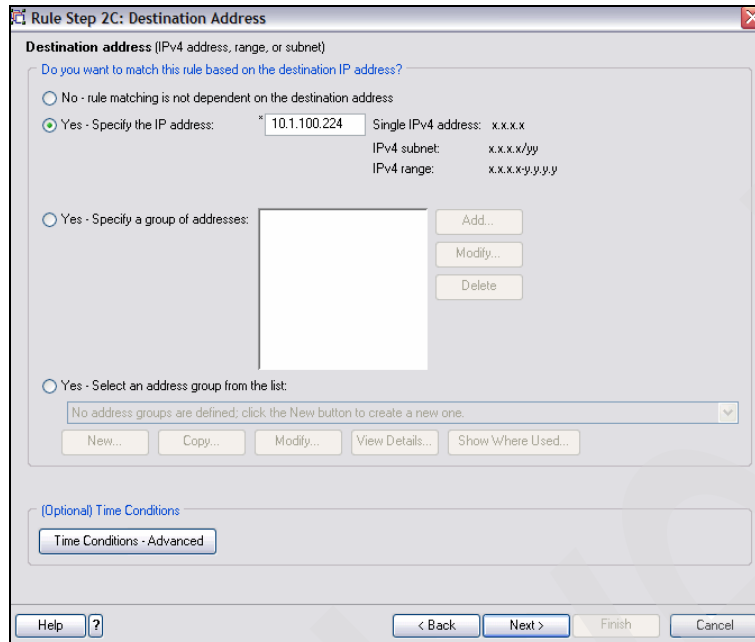 Rule Step 2C: Destination Address
Destination address (IPv4 address, range, or subnet)
Do you want to match this rule based on the destination IP address?
No - rule matching is not dependent on the destination address
Yes - Specify the IP address: * 10.1.100.224 Single IPv4 address: x.x.x.x
IPv4 subnet: x.x.x.x/yy
IPv4 range: x.x.x.x-y.y.y.y
Yes - Specify a group of addresses: Add...
Modify...
Delete
Yes - Select an address group from the list:
No address groups are defined; click the New button to create a new one.
New... Copy... Modify... View Details... Show Where Used...
(Optional) Time Conditions
Time Conditions - Advanced
Help ? < Back Next > Finish Cancel